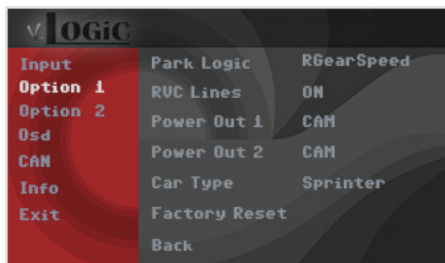 V.LOGiC
Input
Option 1
Option 2
Osd
CAN
Info
Exit
Park Logic RGearSpeed
RVC Lines ON
Power Out 1 CAM
Power Out 2 CAM
Car Type Sprinter
Factory Reset
Back